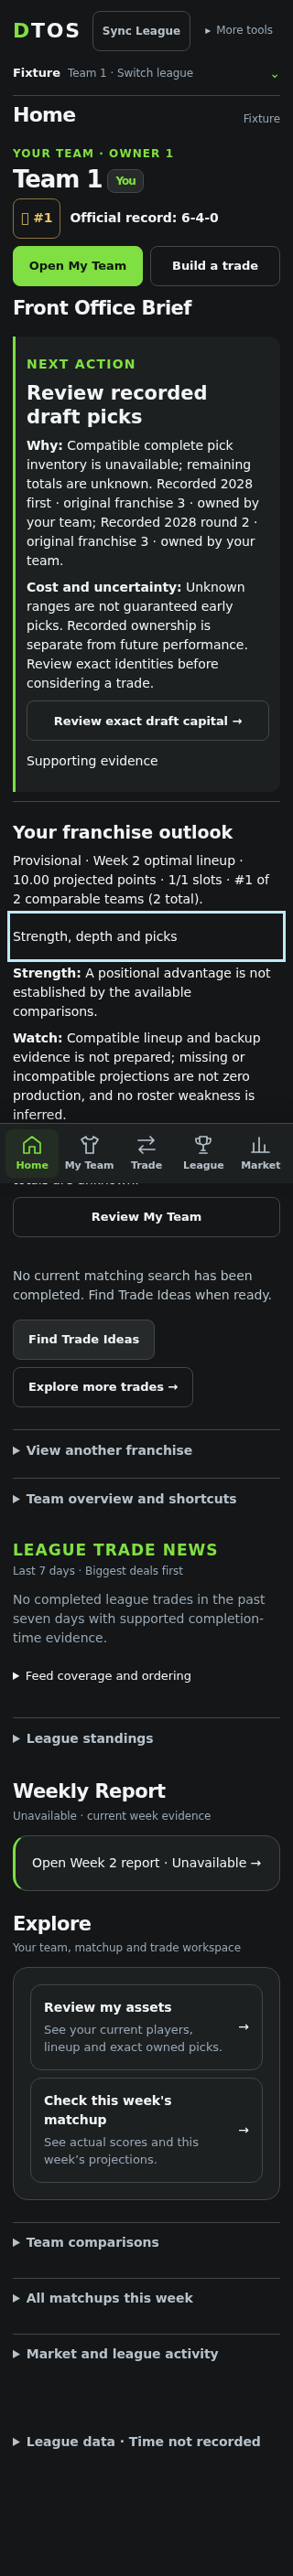 DTOS
Sync League
▸ More tools
Fixture Team 1 · Switch league
Home
Fixture
YOUR TEAM · OWNER 1
Team 1 You
#1 Official record: 6-4-0
Open My Team
Build a trade
Front Office Brief
NEXT ACTION
Review recorded
draft picks
Why: Compatible complete pick
inventory is unavailable; remaining
totals are unknown. Recorded 2028
first · original franchise 3 · owned by
your team; Recorded 2028 round 2 ·
original franchise 3 · owned by your
team.
Cost and uncertainty: Unknown
ranges are not guaranteed early
picks. Recorded ownership is
separate from future performance.
Review exact identities before
considering a trade.
Review exact draft capital →
Supporting evidence
Your franchise outlook
Provisional · Week 2 optimal lineup ·
10.00 projected points · 1/1 slots · #1 of
2 comparable teams (2 total).
Strength, depth and picks
Strength: A positional advantage is not
established by the available
comparisons.
Watch: Compatible lineup and backup
evidence is not prepared; missing or
incompatible projections are not zero
production, and no roster weakness is
inferred.
Home
My Team
Trade
League
Market
Review My Team
No current matching search has been
completed. Find Trade Ideas when ready.
Find Trade Ideas
Explore more trades →
▸ View another franchise
▸ Team overview and shortcuts
LEAGUE TRADE NEWS
Last 7 days · Biggest deals first
No completed league trades in the past
seven days with supported completion-
time evidence.
▸ Feed coverage and ordering
▸ League standings
Weekly Report
Unavailable · current week evidence
Open Week 2 report · Unavailable →
Explore
Your team, matchup and trade workspace
Review my assets
See your current players,
lineup and exact owned picks.
→
Check this week's
matchup
See actual scores and this
week’s projections.
→
▸ Team comparisons
▸ All matchups this week
▸ Market and league activity
▸ League data · Time not recorded